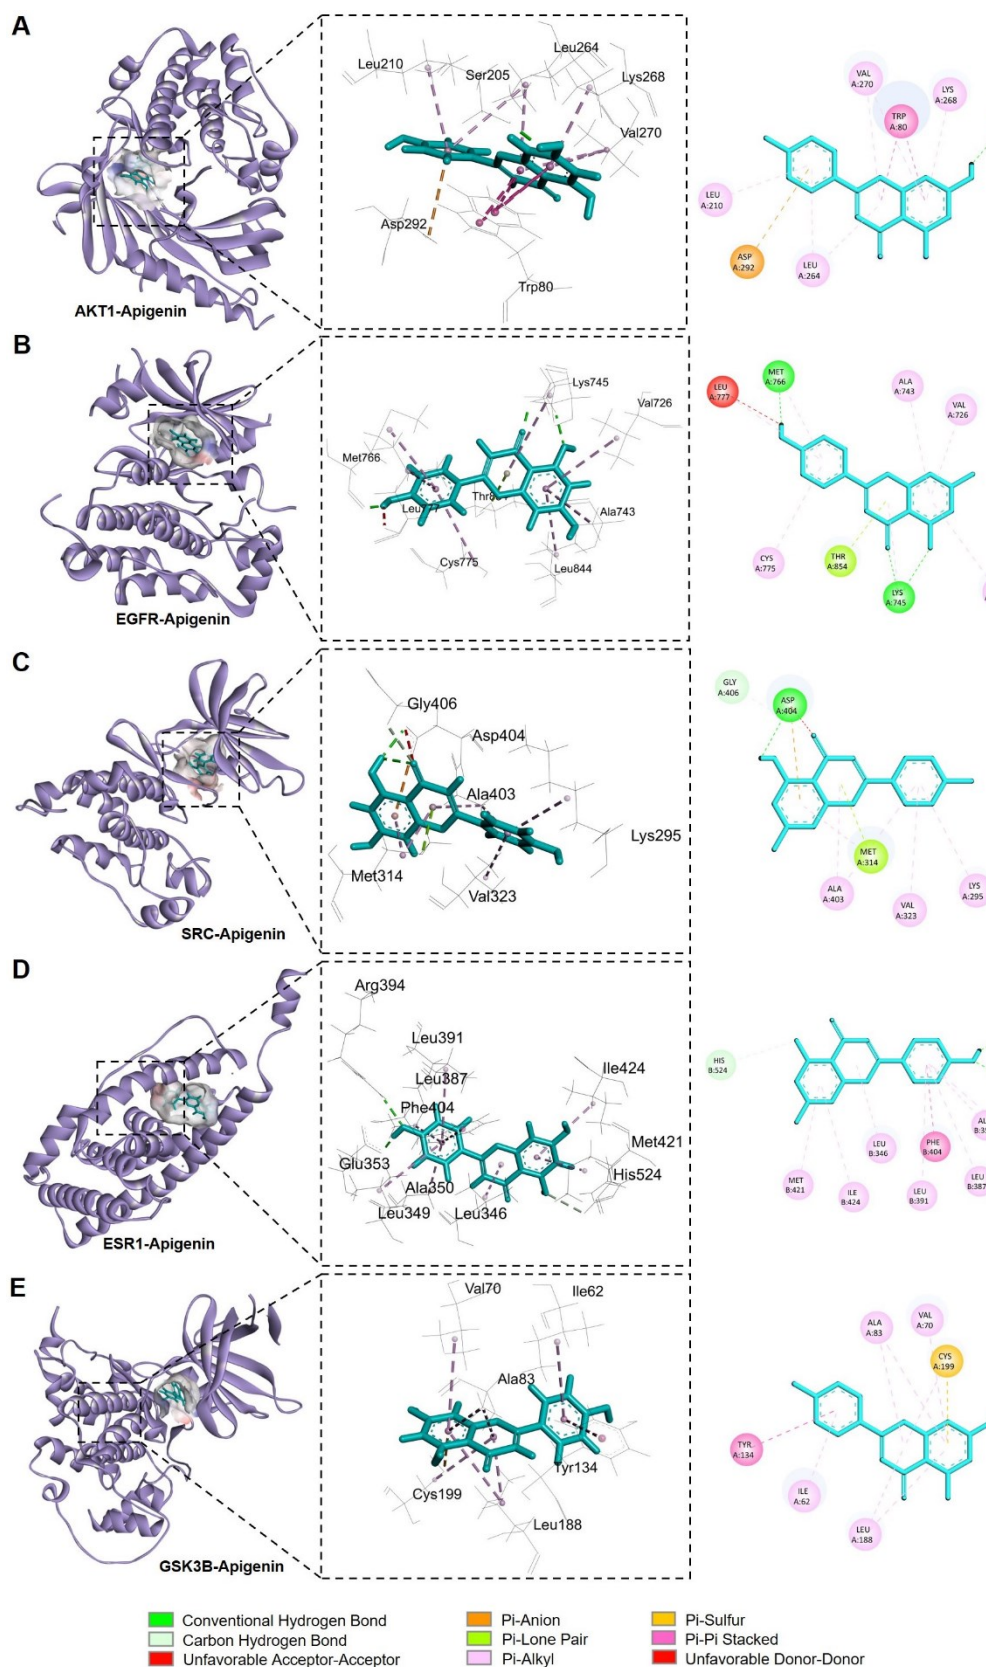 A
Leu210
Ser205
Leu264
Lys268
Val270
Asp292
Trp80
AKT1-Apigenin
VAL
A:270
LYS
A:268
TRP
A:80
LEU
A:210
ASP
A:292
LEU
A:264
B
Lys745
Val726
Met766
Ala743
Cys775
Leu844
EGFR-Apigenin
LEU
A:777
MET
A:766
ALA
A:743
VAL
A:726
CYS
A:775
THR
A:854
LYS
A:745
C
Gly406
Asp404
Ala403
Lys295
Met314
Val323
SRC-Apigenin
GLY
A:406
ASP
A:404
MET
A:314
ALA
A:403
VAL
A:323
LYS
A:295
D
Arg394
Leu391
Leu387
Ile424
Phe404
Met421
Glu353
His524
Ala350
Leu349
Leu346
ESR1-Apigenin
HIS
B:524
LEU
B:346
PHE
B:404
MET
B:421
ILE
B:424
LEU
B:391
LEU
B:387
E
Val70
Ile62
Ala83
Tyr134
Cys199
Leu188
GSK3B-Apigenin
ALA
A:83
VAL
A:70
CYS
A:199
TYR
A:134
ILE
A:62
LEU
A:188
Conventional Hydrogen Bond
Carbon Hydrogen Bond
Unfavorable Acceptor-Acceptor
Pi-Anion
Pi-Lone Pair
Pi-Alkyl
Pi-Sulfur
Pi-Pi Stacked
Unfavorable Donor-Donor